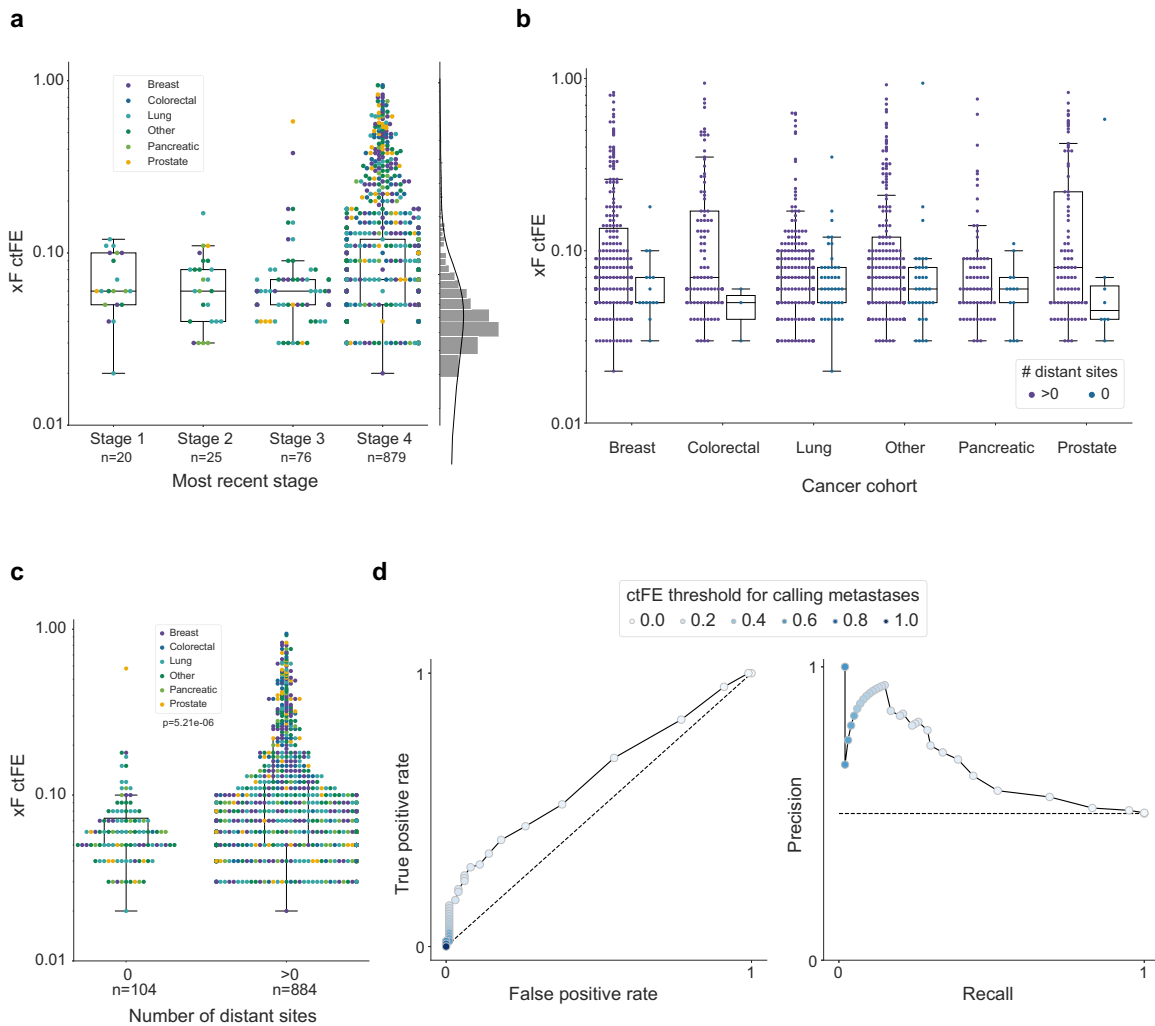 a
xF ctFE
1.00
0.10
0.01
Breast
Colorectal
Lung
Other
Pancreatic
Prostate
Stage 1
n=20
Stage 2
n=25
Stage 3
n=76
Stage 4
n=879
Most recent stage
b
xF ctFE
1.00
0.10
0.01
# distant sites
>0
0
Breast
Colorectal
Lung
Other
Pancreatic
Prostate
Cancer cohort
c
xF ctFE
1.00
0.10
0.01
Breast
Colorectal
Lung
Other
Pancreatic
Prostate
p=5.21e-06
0
n=104
>0
n=884
Number of distant sites
d
ctFE threshold for calling metastases
0.0 0.2 0.4 0.6 0.8 1.0
True positive rate
1
0
0
1
False positive rate
Precision
1
0
0
1
Recall